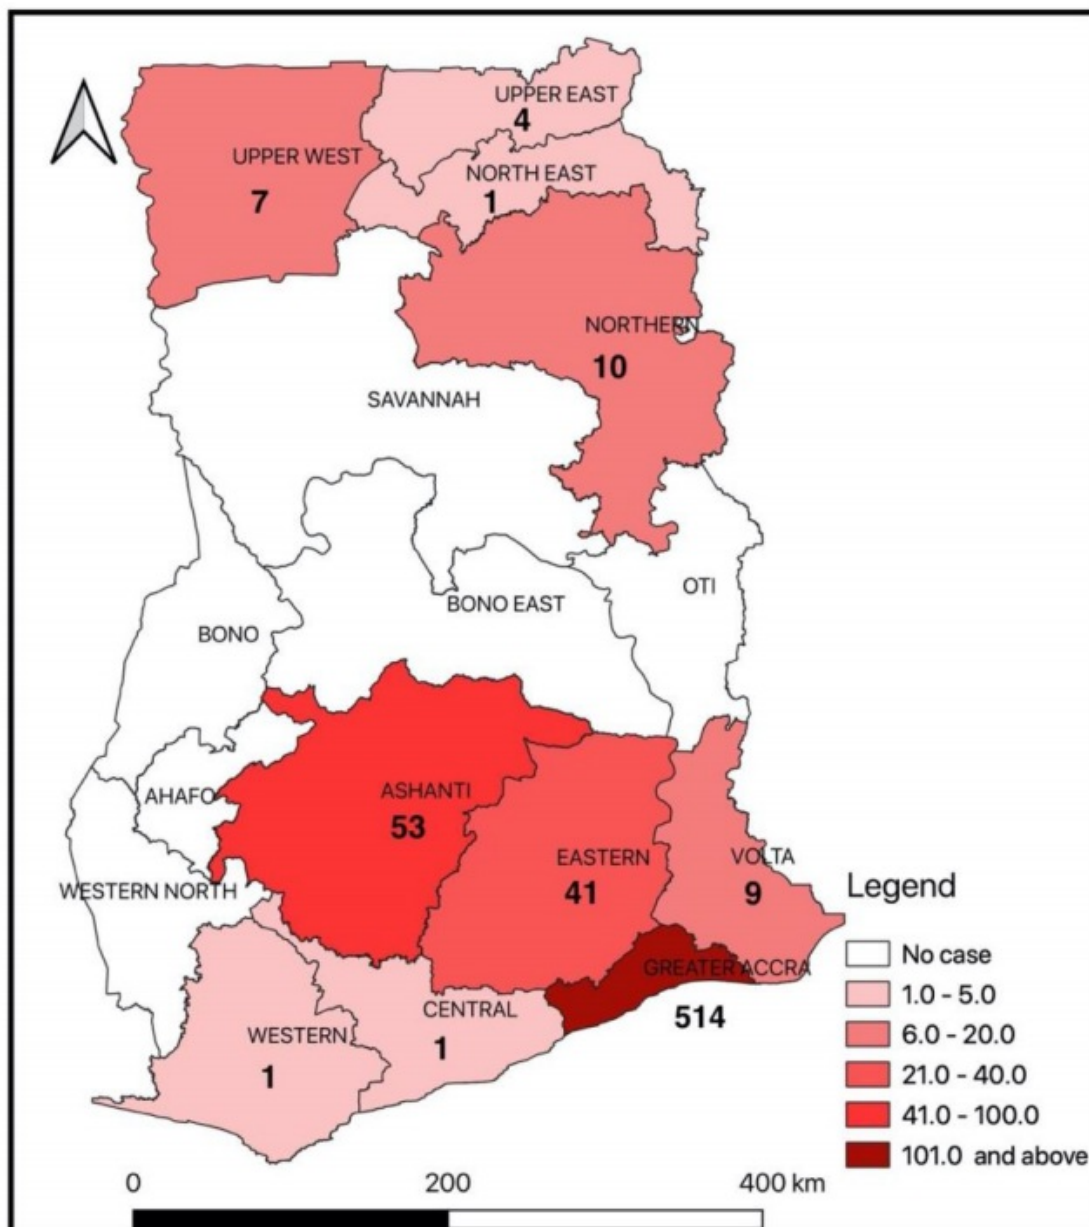 UPPER EAST
4
UPPER WEST
7
NORTH EAST
1
NORTHERN
10
SAVANNAH
OTI
BONO EAST
BONO
ASHANTI
53
AHAFO
EASTERN
41
VOLTA
9
WESTERN NORTH
GREATER ACCRA
514
CENTRAL
1
WESTERN
1
Legend
No case
1.0 - 5.0
6.0 - 20.0
21.0 - 40.0
41.0 - 100.0
101.0 and above
0 200 400 km